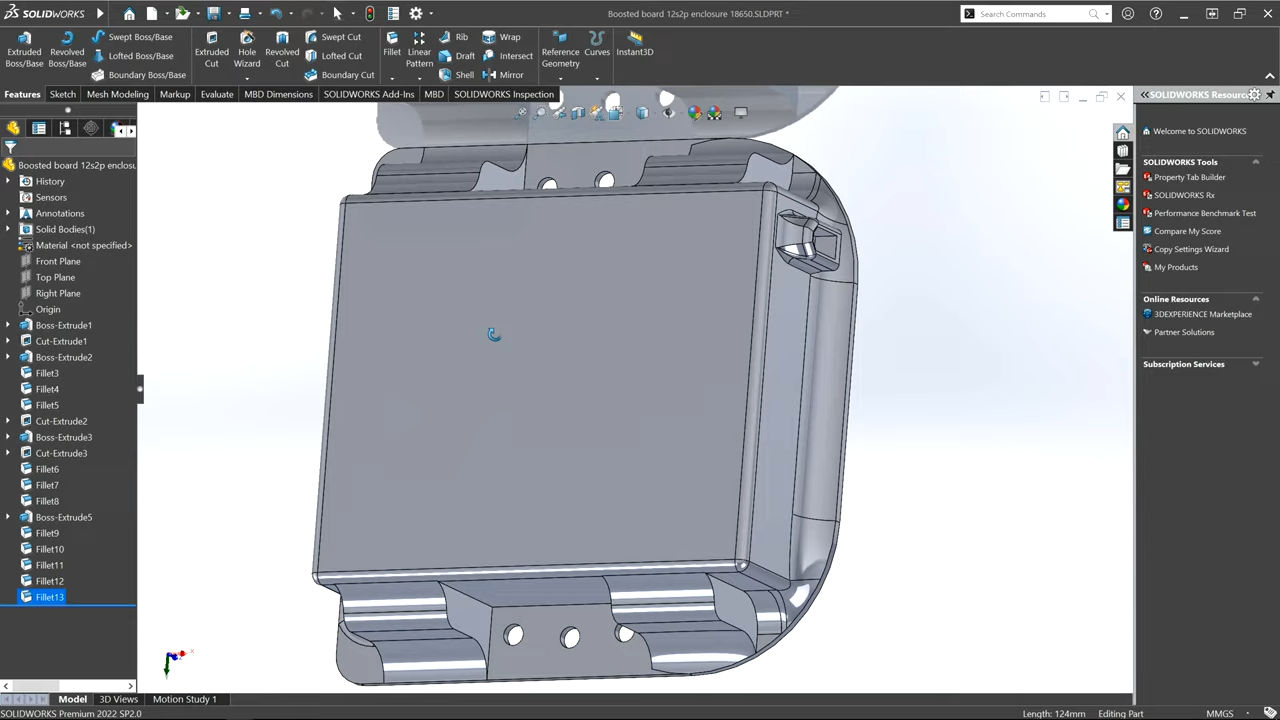 SOLIDWORKS
Boosted board 12s2p enclosure 18650.SLDPRT *
Search Commands
Extruded Boss/Base
Revolved Boss/Base
Swept Boss/Base
Lofted Boss/Base
Boundary Boss/Base
Extruded Cut
Hole Wizard
Revolved Cut
Swept Cut
Lofted Cut
Boundary Cut
Fillet
Linear Pattern
Rib
Draft
Shell
Wrap
Intersect
Mirror
Reference Geometry
Curves
Instant3D
Features
Sketch
Mesh Modeling
Markup
Evaluate
MBD Dimensions
SOLIDWORKS Add-Ins
MBD
SOLIDWORKS Inspection
Boosted board 12s2p enclosu
History
Sensors
Annotations
Solid Bodies(1)
Material <not specified>
Front Plane
Top Plane
Right Plane
Origin
Boss-Extrude1
Cut-Extrude1
Boss-Extrude2
Fillet3
Fillet4
Fillet5
Cut-Extrude2
Boss-Extrude3
Cut-Extrude3
Fillet6
Fillet7
Fillet8
Boss-Extrude5
Fillet9
Fillet10
Fillet11
Fillet12
Fillet13
SOLIDWORKS Resourc
Welcome to SOLIDWORKS
SOLIDWORKS Tools
Property Tab Builder
SOLIDWORKS Rx
Performance Benchmark Test
Compare My Score
Copy Settings Wizard
My Products
Online Resources
3DEXPERIENCE Marketplace
Partner Solutions
Subscription Services
Model
3D Views
Motion Study 1
SOLIDWORKS Premium 2022 SP2.0
Length: 124mm
Editing Part
MMGS